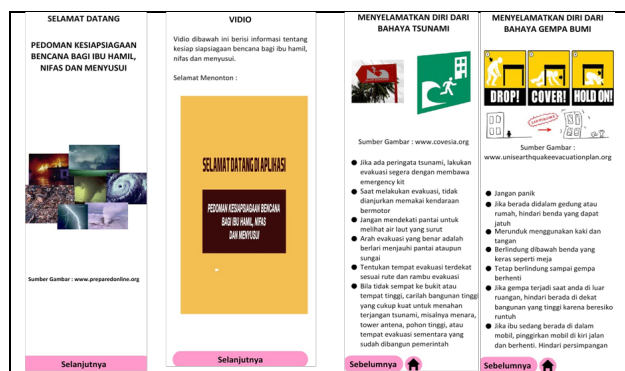 SELAMAT DATANG
PEDOMAN KESIAPSIAGAAN
BENCANA BAGI IBU HAMIL,
NIFAS DAN MENYUSUI
Sumber Gambar : www.preparedonline.org
Selanjutnya
VIDIO
Vidio dibawah ini berisi informasi tentang
kesiap siapsiagaan bencana bagi ibu hamil,
nifas dan menyusui.
Selamat Menonton :
SELAMAT DATANG DI APLIKASI
PEDOMAN KESIAPSIAGAAN BENCANA
BAGI IBU HAMIL, NIFAS
DAN MENYUSUI
Selanjutnya
MENYELAMATKAN DIRI DARI
BAHAYA TSUNAMI
Sumber Gambar : www.covesia.org
● Jika ada peringata tsunami, lakukan
evakuasi segera dengan membawa
emergency kit
● Saat melakukan evakuasi, tidak
dianjurkan memakai kendaraan
bermotor
● Jangan mendekati pantai untuk
melihat air laut yang surut
● Arah evakuasi yang benar adalah
berlari menjauhi pantai ataupun
sungai
● Tentukan tempat evakuasi terdekat
sesuai rute dan rambu evakuasi
● Bila tidak sempat ke bukit atau
tempat tinggi, carilah bangunan tinggi
yang cukup kuat untuk menahan
terjangan tsunami, misalnya menara,
tower antena, pohon tinggi, atau
tempat evakuasi sementara yang
sudah dibangun pemerintah
Sebelumnya
MENYELAMATKAN DIRI DARI
BAHAYA GEMPA BUMI
DROP! COVER! HOLD ON!
Sumber Gambar :
www.unisearthquakeevacuationplan.org
● Jangan panik
● Jika berada didalam gedung atau
rumah, hindari benda yang dapat
jatuh
● Merunduk menggunakan kaki dan
tangan
● Berlindung dibawah benda yang
keras seperti meja
● Tetap berlindung sampai gempa
berhenti
● Jika gempa terjadi saat anda di luar
ruangan, hindari berada di dekat
bangunan yang tinggi karena beresiko
runtuh
● Jika ibu sedang berada di dalam
mobil, pinggirkan mobil di kiri jalan
dan berhenti. Hindari persimpangan
Sebelumnya